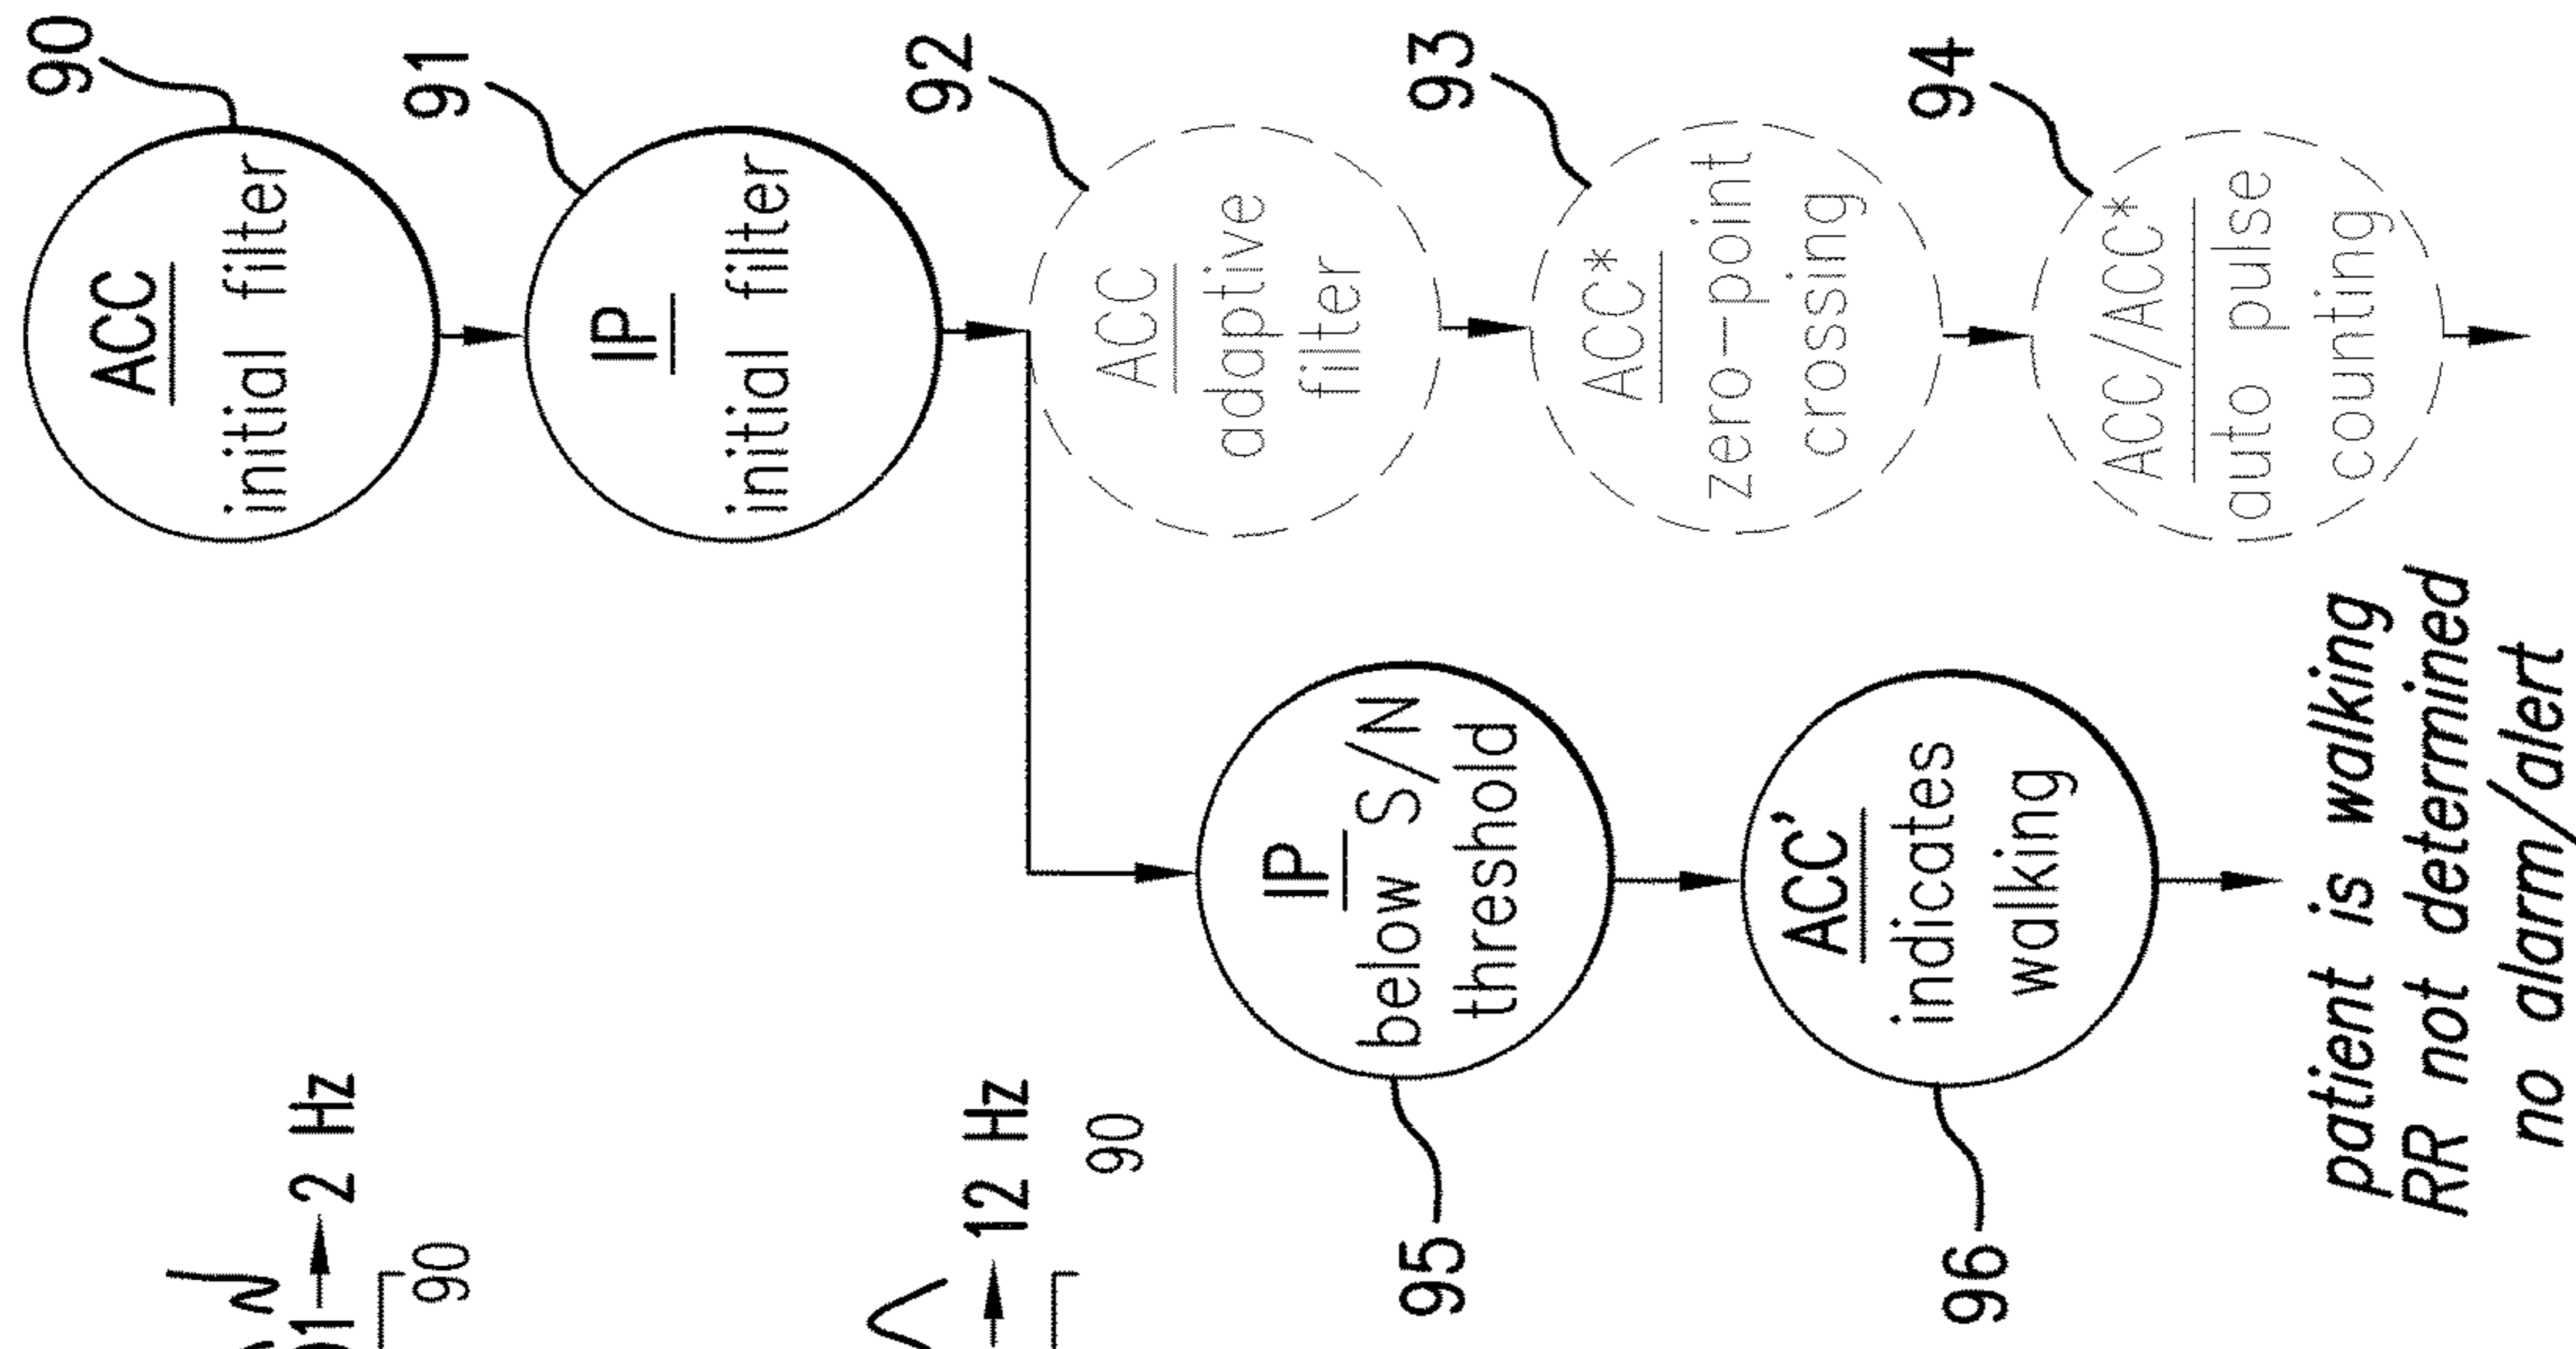 90
ACC
initial filter
91
IP
initial filter
92
ACC
adaptive
filter
93
ACC*
zero-point
crossing
94
ACC/ACC*
auto pulse
counting
95
IP
below S/N
threshold
96
ACC'
indicates
walking
patient is walking
RR not determined
no alarm/alert
2 Hz
90
12 Hz
90